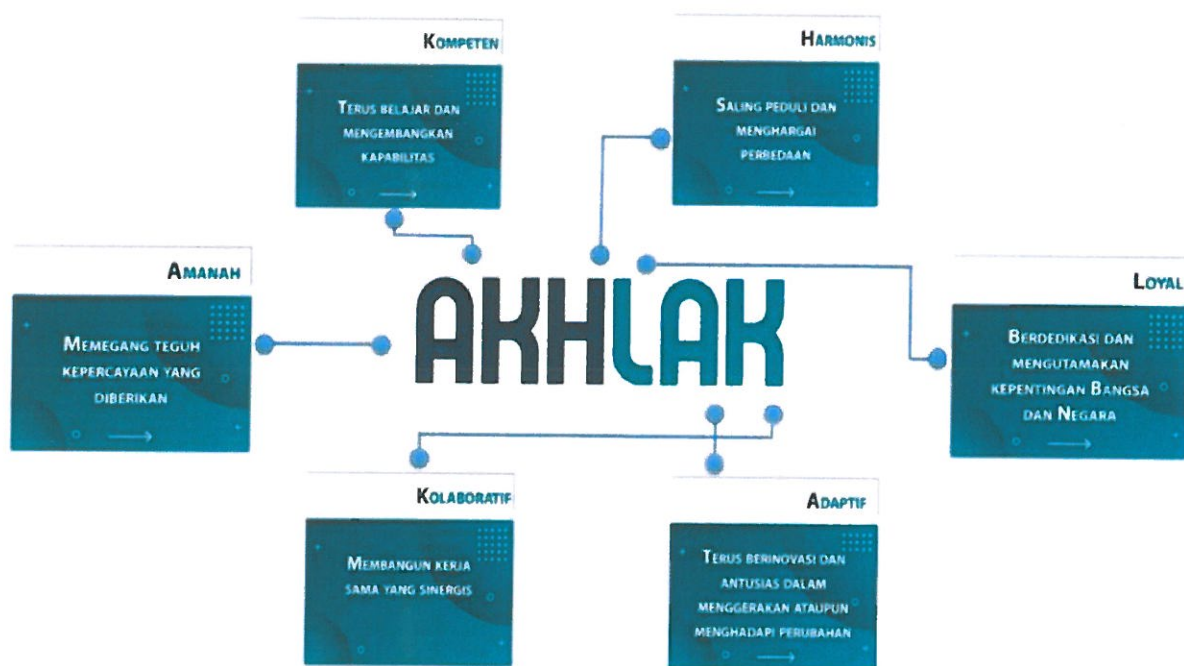 KOMPETEN
TERUS BELAJAR DAN
MENGEMBANGKAN
KAPABILITAS
HARMONIS
SALING PEDULI DAN
MENGHARGAI
PERBEDAAN
AMANAH
MEMEGANG TEGUH
KEPERCAYAAN YANG
DIBERIKAN
AKHLAK
LOYAL
BERDEDIKASI DAN
MENGUTAMAKAN
KEPENTINGAN BANGSA
DAN NEGARA
KOLABORATIF
MEMBANGUN KERJA
SAMA YANG SINERGIS
ADAPTIF
TERUS BERINOVASI DAN
ANTUSIAS DALAM
MENGGERAKAN ATAUPUN
MENGHADAPI PERUBAHAN